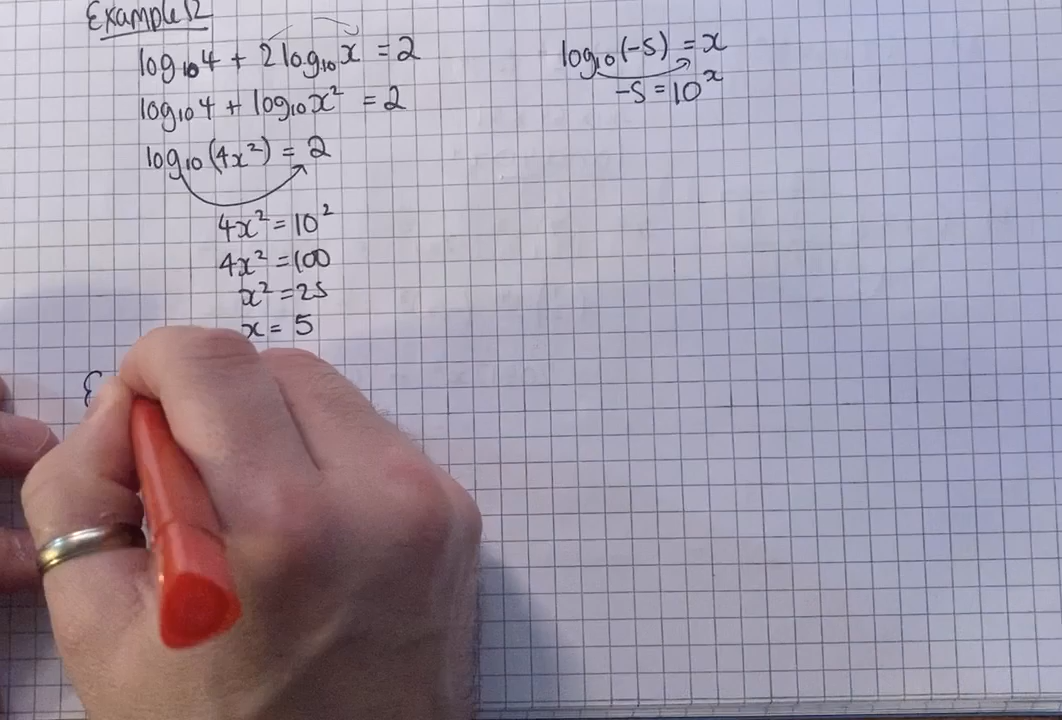 Example 12
log₁₀4 + 2log₁₀x = 2
log₁₀4 + log₁₀x² = 2
log₁₀(4x²) = 2
4x² = 10²
4x² = 100
x² = 25
x = 5
log₁₀(-5) = x
-5 = 10ˣ